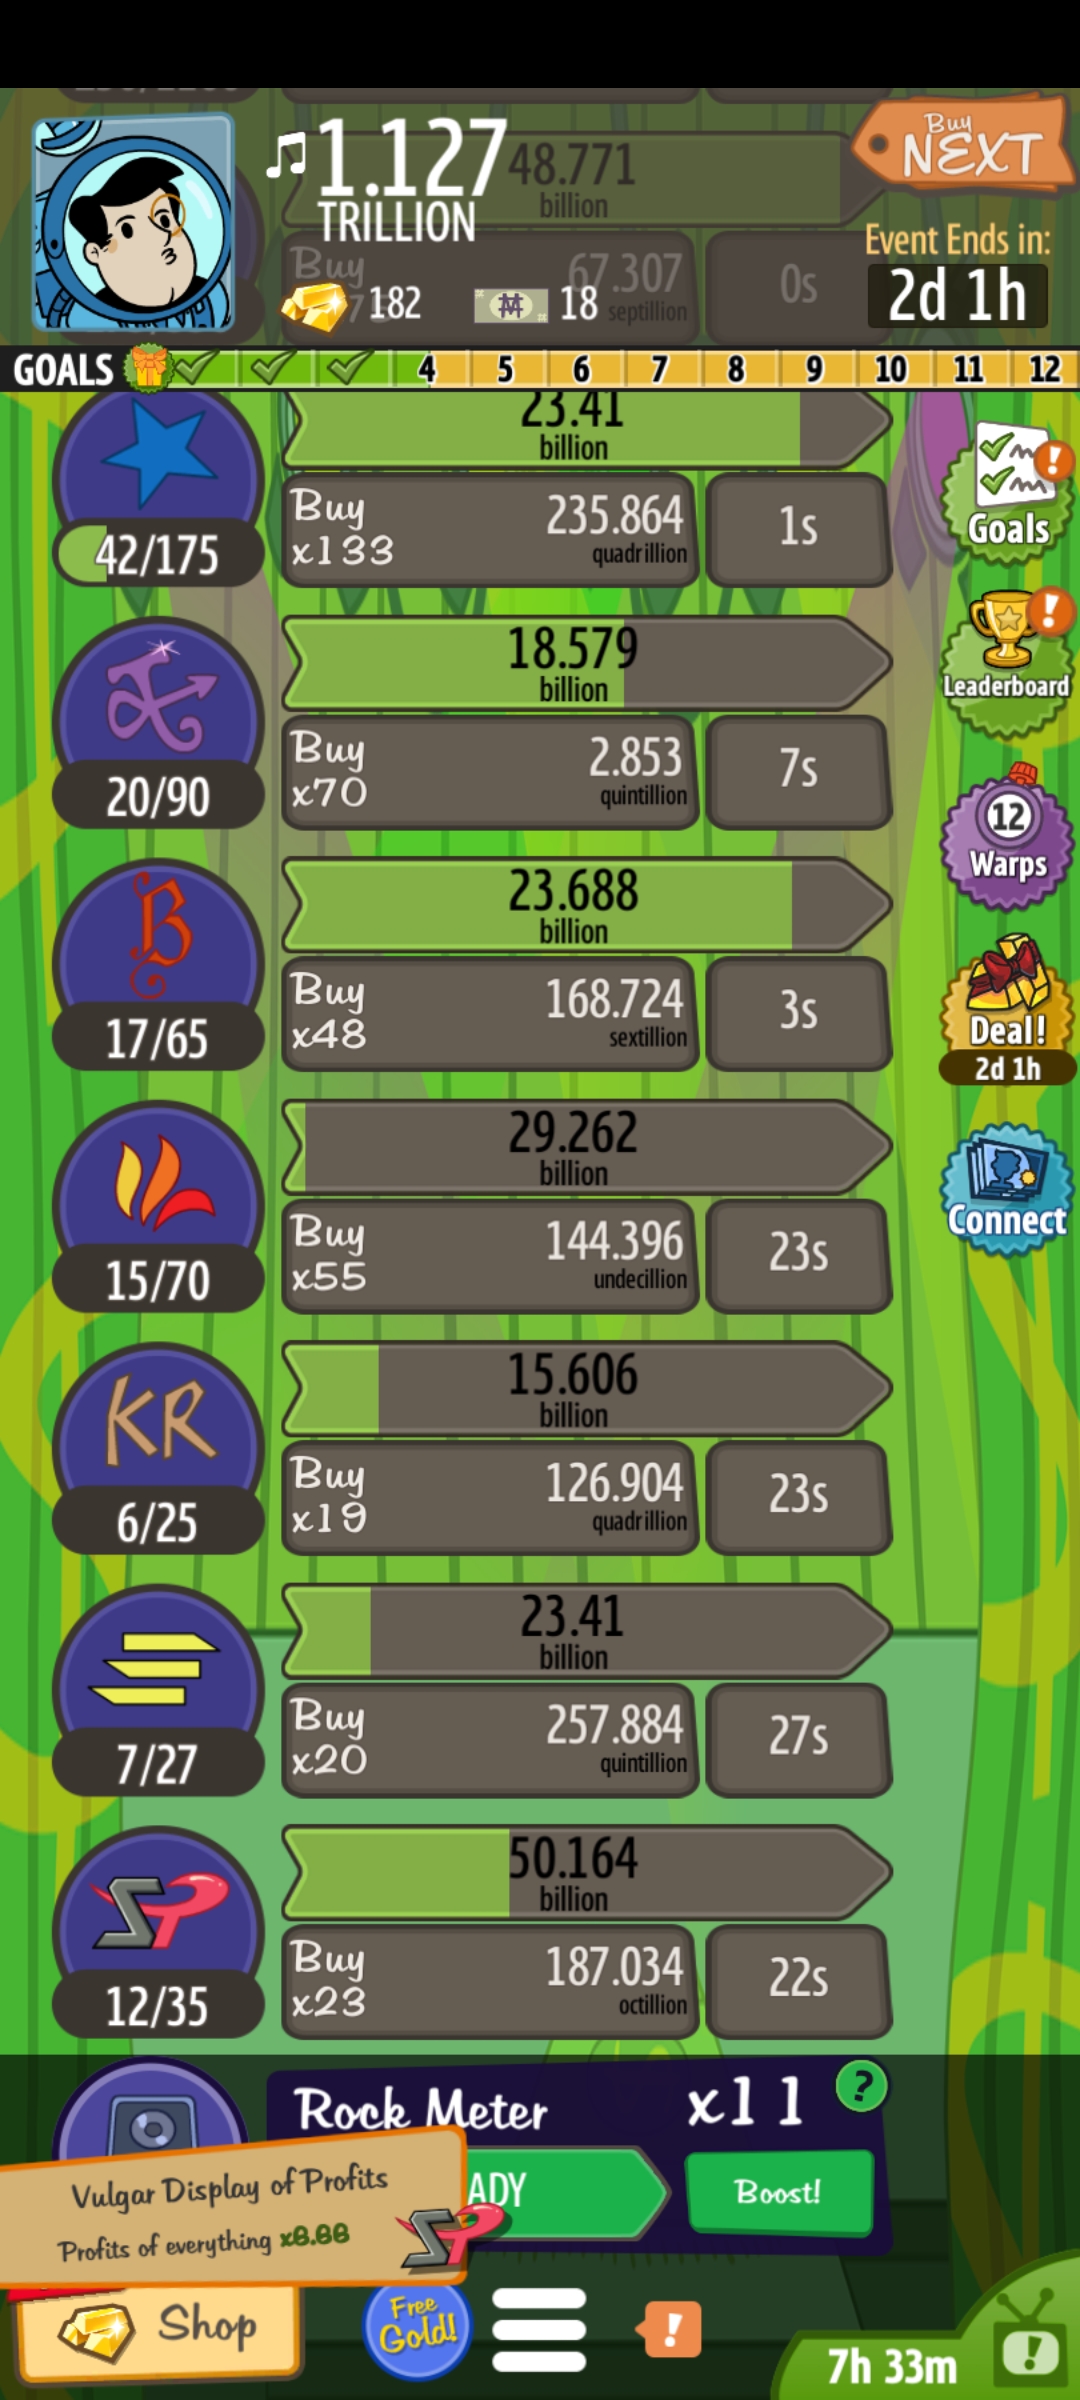 1.127
TRILLION
48.771
billion
Buy
NEXT
Event Ends in:
2d 1h
Buy
67.307
septillion
0s
182
18
GOALS
4 5 6 7 8 9 10 11 12
23.41
billion
42/175
Buy
x133
235.864
quadrillion
1s
Goals
18.579
billion
20/90
Buy
x70
2.853
quintillion
7s
Leaderboard
12
Warps
B
23.688
billion
17/65
Buy
x48
168.724
sextillion
3s
Deal!
2d 1h
29.262
billion
15/70
Buy
x55
144.396
undecillion
23s
Connect
KR
15.606
billion
6/25
Buy
x19
126.904
quadrillion
23s
23.41
billion
7/27
Buy
x20
257.884
quintillion
27s
SP
50.164
billion
12/35
Buy
x23
187.034
octillion
22s
Rock Meter
x11
?
ADY
Boost!
Vulgar Display of Profits
Profits of everything x6.66
SP
Shop
Free
Gold!
!
7h 33m
!